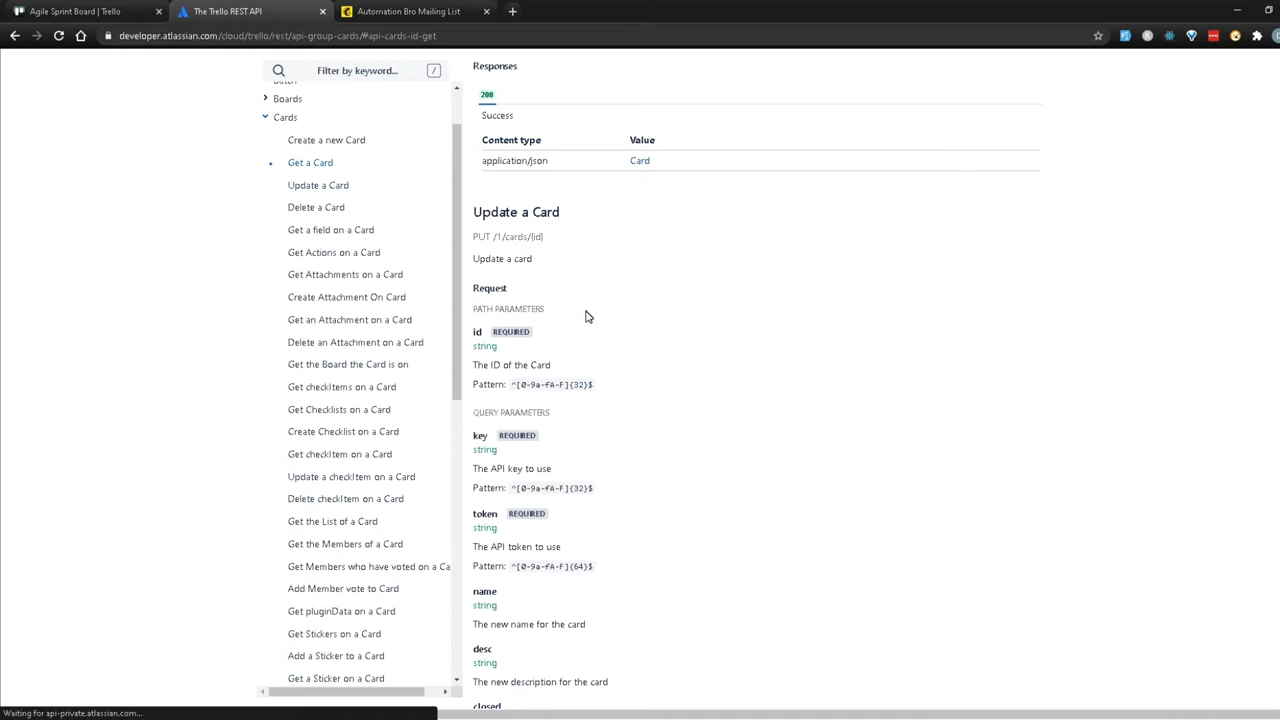 Agile Sprint Board | Trello
The Trello REST API
Automation Bro Mailing List
developer.atlassian.com/cloud/trello/rest/api-group-cards/#api-cards-id-get
Filter by keyword... /
Boards
Cards
Create a new Card
Get a Card
Update a Card
Delete a Card
Get a field on a Card
Get Actions on a Card
Get Attachments on a Card
Create Attachment On Card
Get an Attachment on a Card
Delete an Attachment on a Card
Get the Board the Card is on
Get checkItems on a Card
Get Checklists on a Card
Create Checklist on a Card
Get checkItem on a Card
Update a checkItem on a Card
Delete checkItem on a Card
Get the List of a Card
Get the Members of a Card
Get Members who have voted on a Ca
Add Member vote to Card
Get pluginData on a Card
Get Stickers on a Card
Add a Sticker to a Card
Get a Sticker on a Card
Responses
200
Success
Content type Value
application/json Card
Update a Card
PUT /1/cards/{id}
Update a card
Request
PATH PARAMETERS
id REQUIRED
string
The ID of the Card
Pattern: ^[0-9a-fA-F]{32}$
QUERY PARAMETERS
key REQUIRED
string
The API key to use
Pattern: ^[0-9a-fA-F]{32}$
token REQUIRED
string
The API token to use
Pattern: ^[0-9a-fA-F]{64}$
name
string
The new name for the card
desc
string
The new description for the card
closed
Waiting for api-private.atlassian.com...